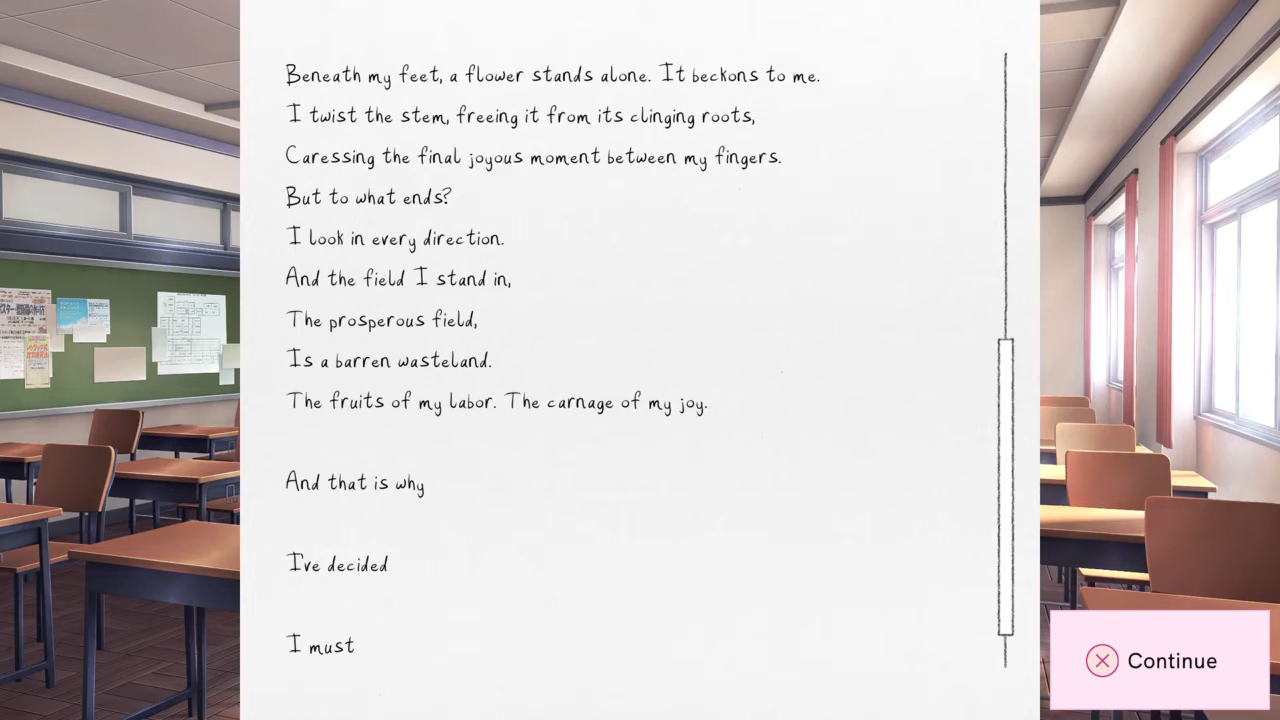 Beneath my feet, a flower stands alone. It beckons to me.
I twist the stem, freeing it from its clinging roots,
Caressing the final joyous moment between my fingers.
But to what ends?
I look in every direction.
And the field I stand in,
The prosperous field,
Is a barren wasteland.
The fruits of my labor. The carnage of my joy.
And that is why
I've decided
I must
Continue